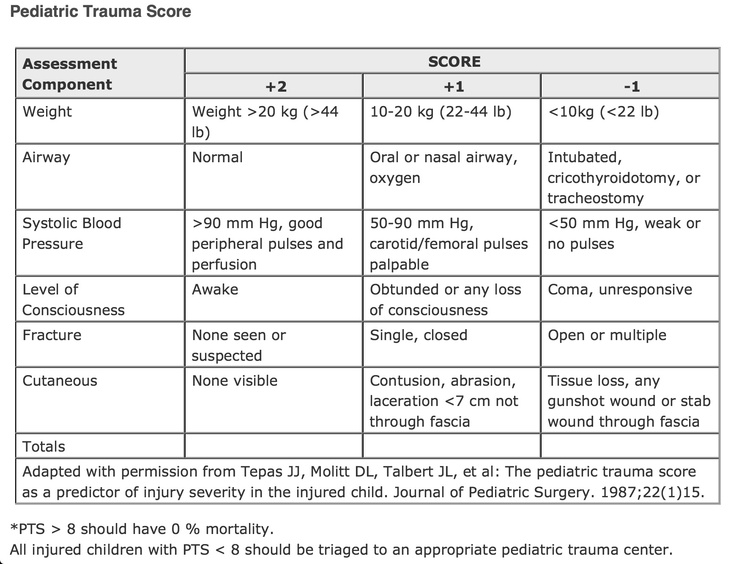 Pediatric Trauma Score
Assessment Component
SCORE
+2
+1
-1
Weight
Weight >20 kg (>44
lb)
10-20 kg (22-44 lb)
<10kg (<22 lb)
Airway
Normal
Oral or nasal airway,
oxygen
Intubated,
cricothyroidotomy, or
tracheostomy
Systolic Blood
Pressure
>90 mm Hg, good
peripheral pulses and
perfusion
50-90 mm Hg,
carotid/femoral pulses
palpable
<50 mm Hg, weak or
no pulses
Level of
Consciousness
Awake
Obtunded or any loss
of consciousness
Coma, unresponsive
Fracture
None seen or
suspected
Single, closed
Open or multiple
Cutaneous
None visible
Contusion, abrasion,
laceration <7 cm not
through fascia
Tissue loss, any
gunshot wound or stab
wound through fascia
Totals
Adapted with permission from Tepas JJ, Molitt DL, Talbert JL, et al: The pediatric trauma score
as a predictor of injury severity in the injured child. Journal of Pediatric Surgery. 1987;22(1)15.
*PTS > 8 should have 0 % mortality.
All injured children with PTS < 8 should be triaged to an appropriate pediatric trauma center.